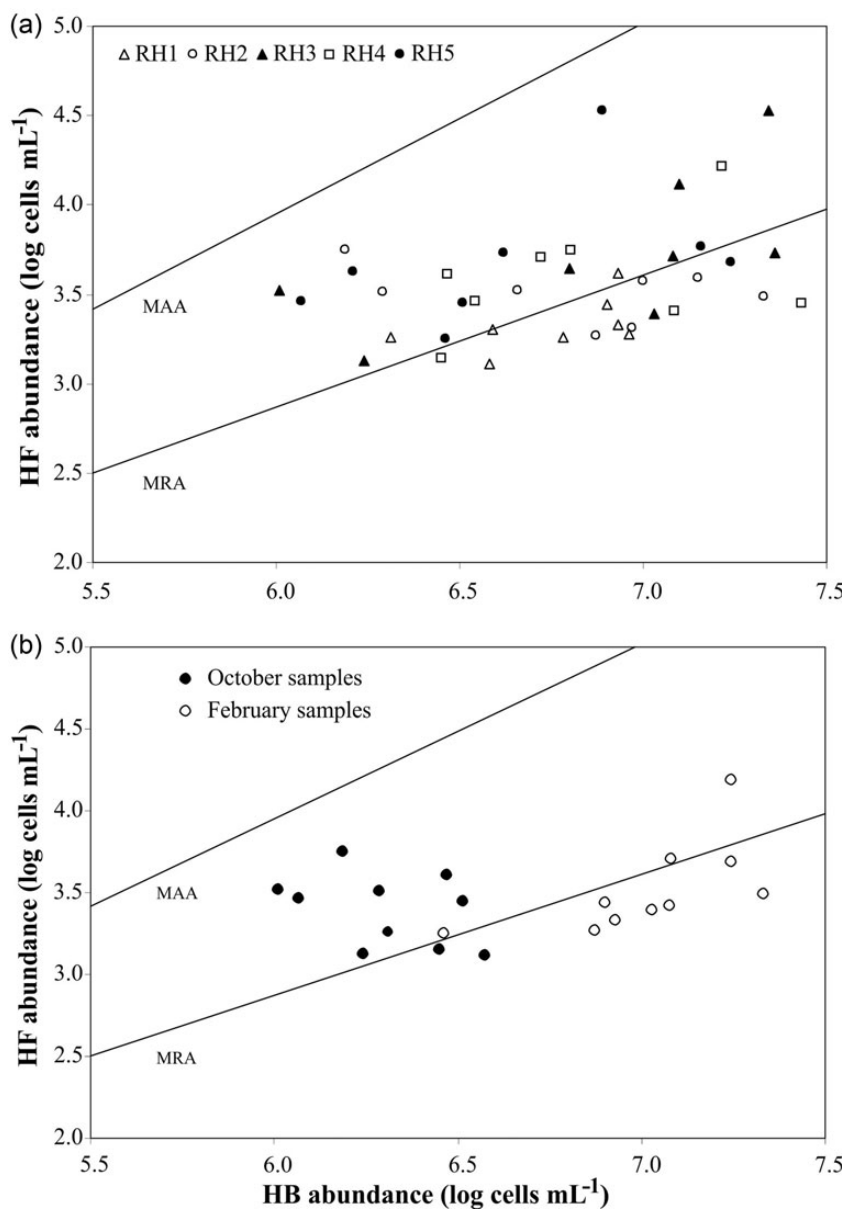 (a)
5.0
△ RH1 ○ RH2 ▲ RH3 □ RH4 ● RH5
4.5
4.0
3.5
MAA
3.0
2.5
MRA
2.0
5.5 6.0 6.5 7.0 7.5
HF abundance (log cells mL⁻¹)
(b)
5.0
● October samples
○ February samples
4.5
4.0
3.5
MAA
3.0
2.5
MRA
2.0
5.5 6.0 6.5 7.0 7.5
HF abundance (log cells mL⁻¹)
HB abundance (log cells mL⁻¹)